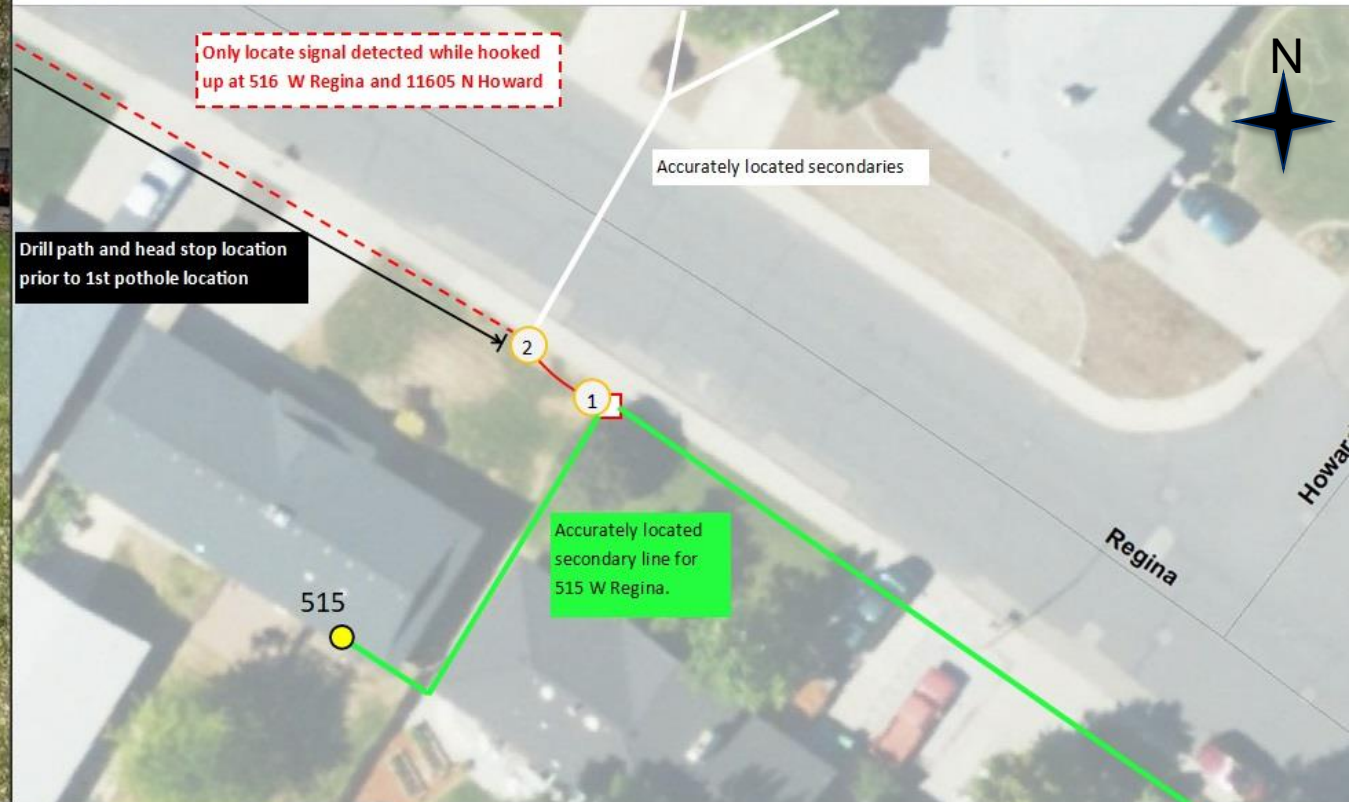 N
Only locate signal detected while hooked
up at 516 W Regina and 11605 N Howard
Accurately located secondaries
Drill path and head stop location
prior to 1st pothole location
2
1
Accurately located
secondary line for
515 W Regina.
515
Regina